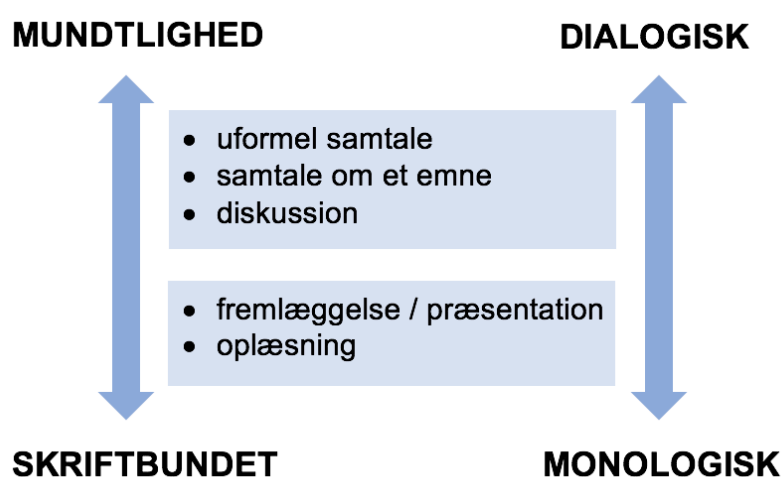 MUNDTLIGHED
DIALOGISK
• uformel samtale
• samtale om et emne
• diskussion
• fremlæggelse / præsentation
• oplæsning
SKRIFTBUNDET
MONOLOGISK